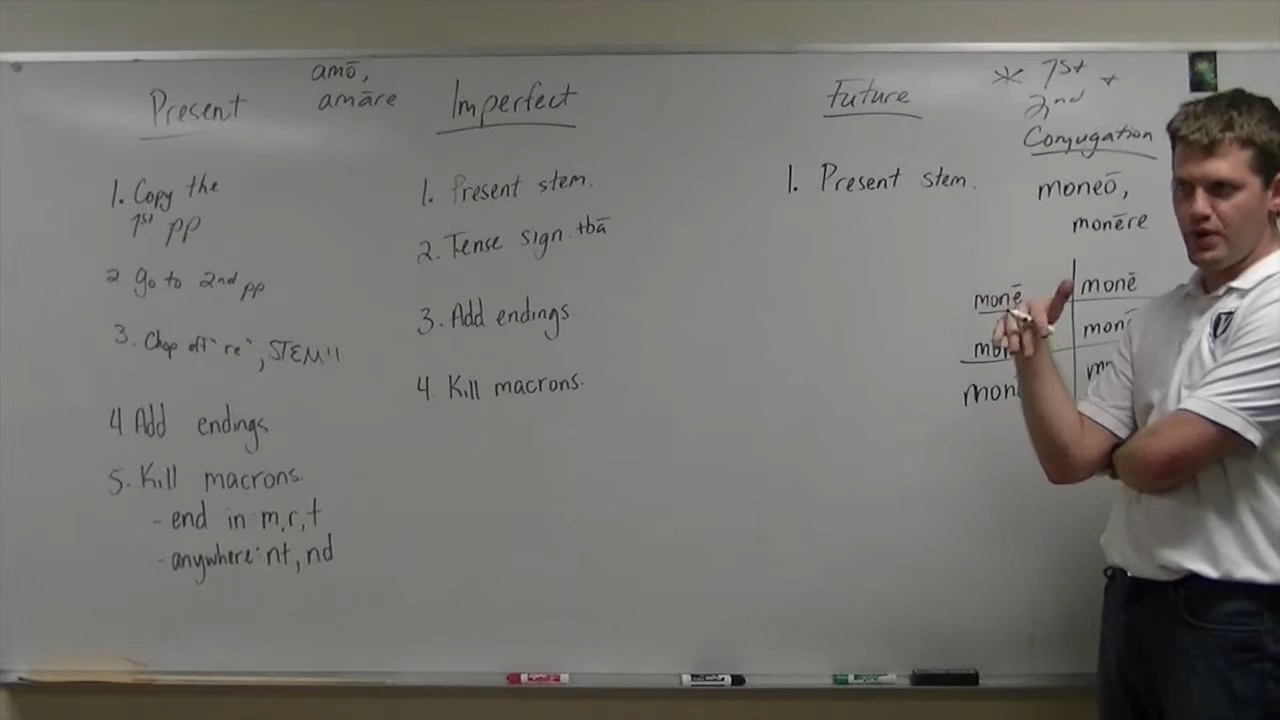 Present
amō,
amāre
1. Copy the
1st pp
2 Go to 2nd pp
3. Chop off "re", STEM!!
4 Add endings
5. Kill macrons.
- end in m, r, t
- anywhere: nt, nd
Imperfect
1. Present stem.
2. Tense sign. +bā
3. Add endings
4 Kill macrons.
Future
1. Present stem.
* 1st +
2nd
Conjugation
moneō,
monēre
monē
monē